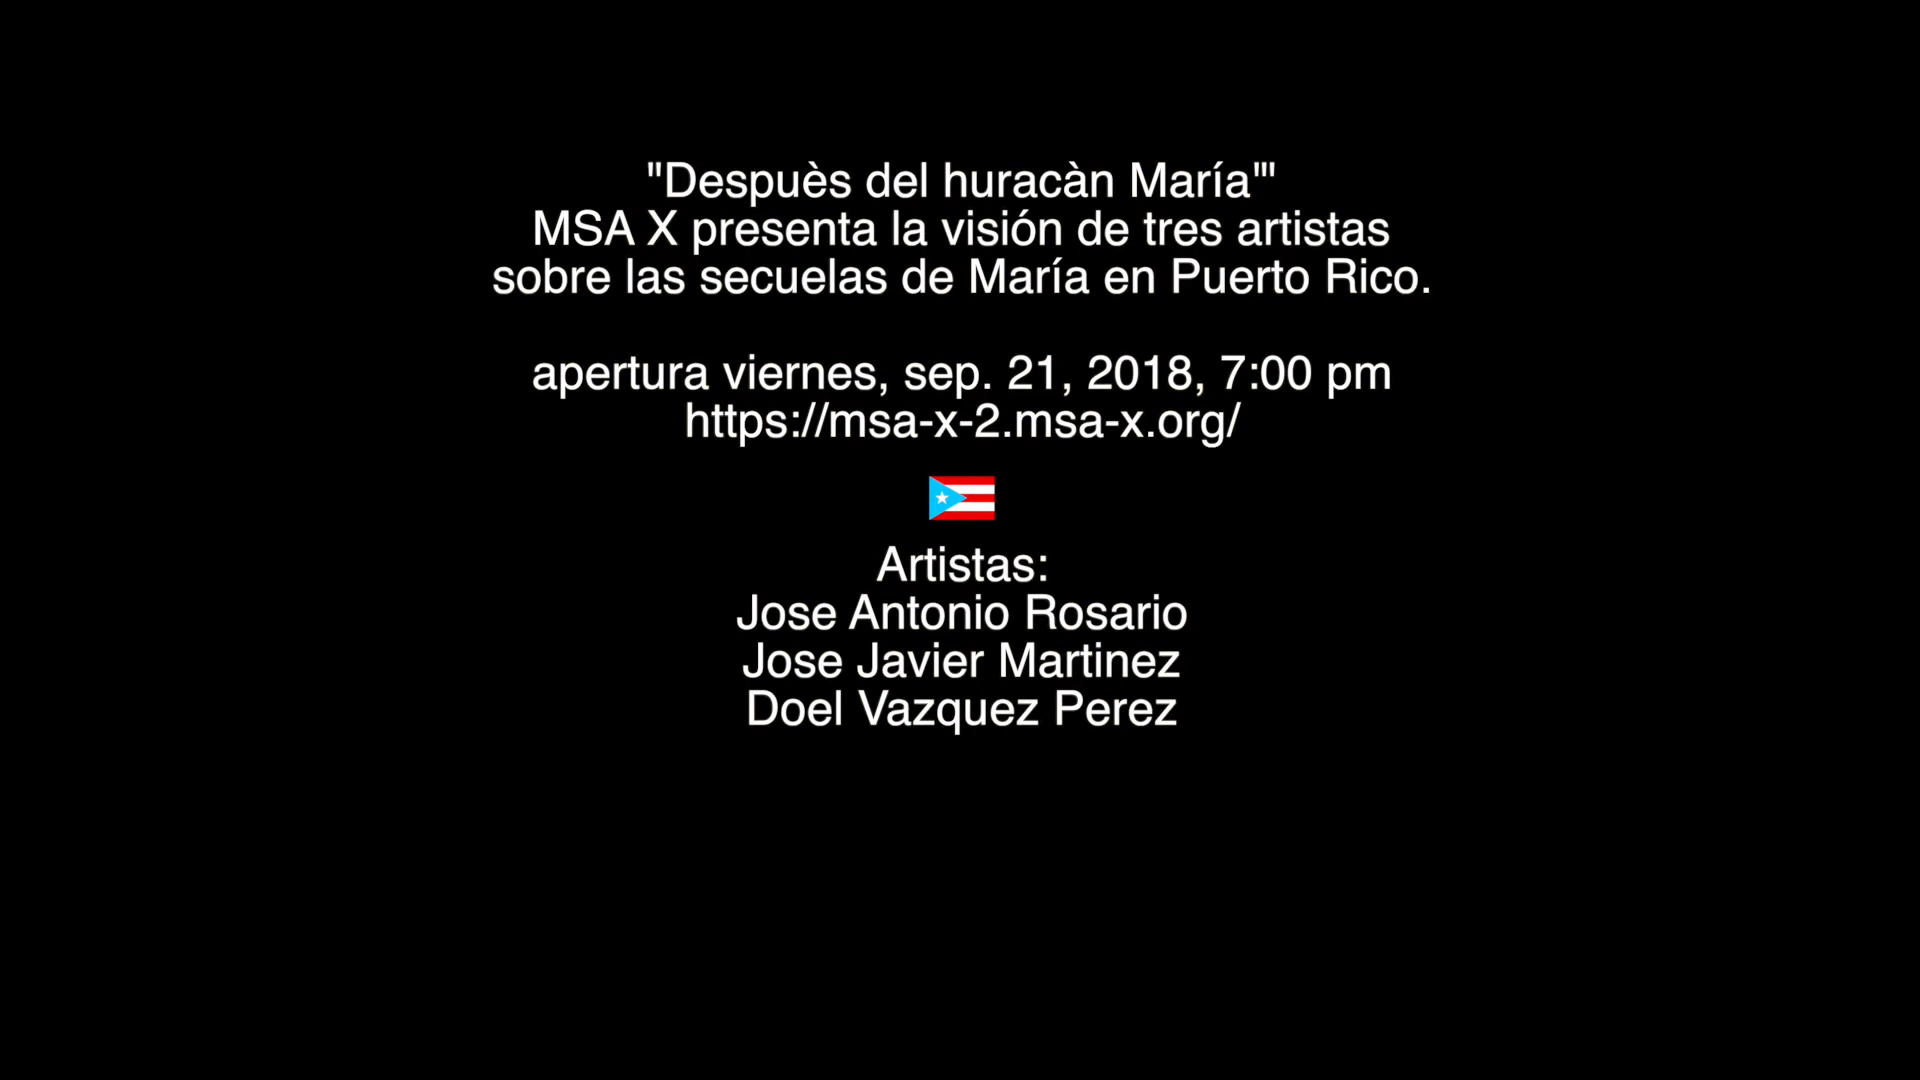 "Despuès del huracàn María'"
MSA X presenta la visión de tres artistas
sobre las secuelas de María en Puerto Rico.
apertura viernes, sep. 21, 2018, 7:00 pm
https://msa-x-2.msa-x.org/
Artistas:
Jose Antonio Rosario
Jose Javier Martinez
Doel Vazquez Perez